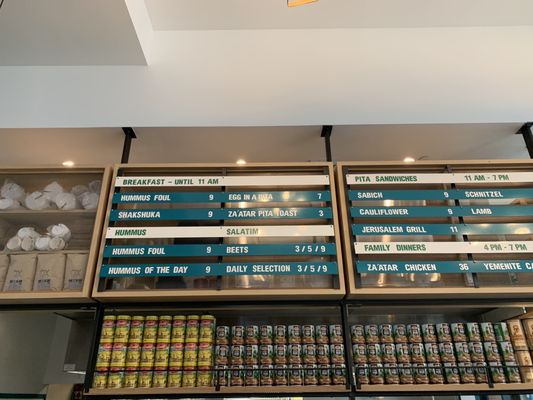 BREAKFAST – UNTIL 11 AM
HUMMUS FOUL 9 EGG IN A PITA 7
SHAKSHUKA 9 ZA'ATAR PITA TOAST 3
HUMMUS SALATIM
HUMMUS FOUL 9 BEETS 3/5/9
HUMMUS OF THE DAY 9 DAILY SELECTION 3/5/9
PITA SANDWICHES 11 AM - 7 PM
SABICH 9 SCHNITZEL
CAULIFLOWER 9 LAMB
JERUSALEM GRILL 11
FAMILY DINNERS 4 PM - 7 PM
ZA'ATAR CHICKEN 36 YEMENITE